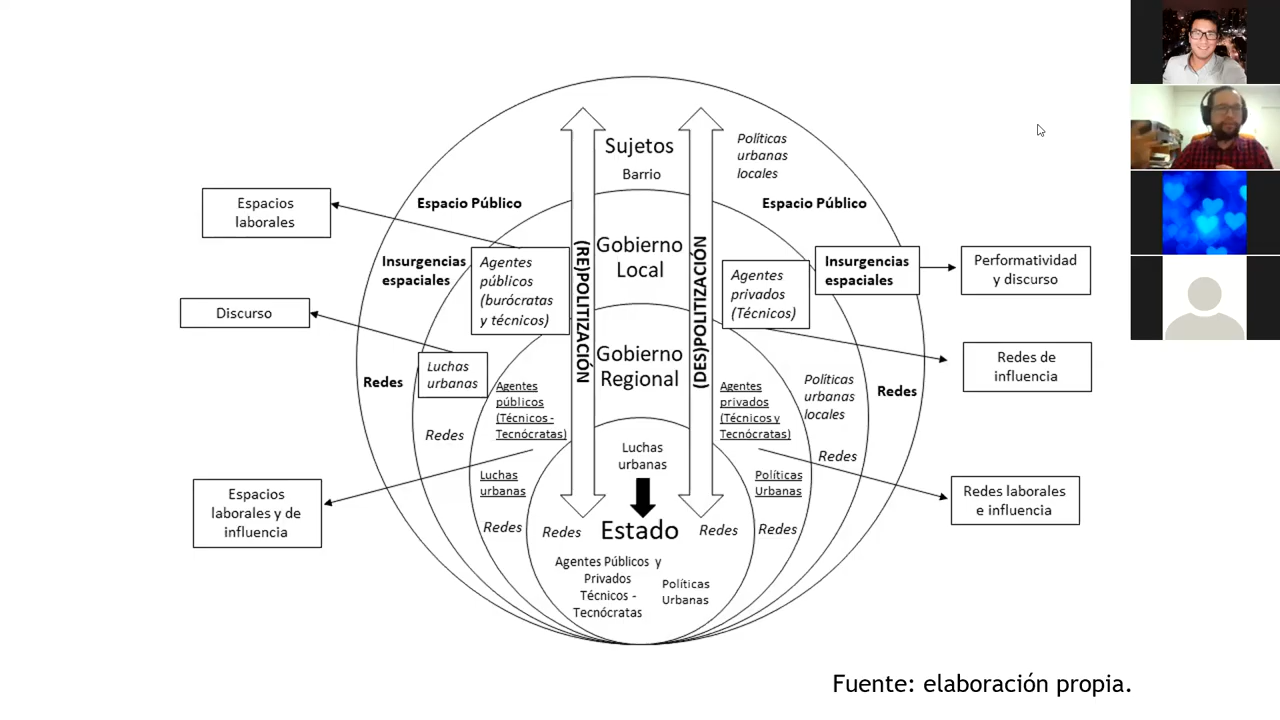 Sujetos
Barrio
Políticas
urbanas
locales
Espacio Público
Espacio Público
Espacios
laborales
Insurgencias
espaciales
Agentes
públicos
(burócratas
y técnicos)
(RE)POLITIZACIÓN
Gobierno
Local
(DES)POLITIZACIÓN
Agentes
privados
(Técnicos)
Insurgencias
espaciales
Performatividad
y discurso
Discurso
Gobierno
Regional
Redes de
influencia
Redes
Luchas
urbanas
Agentes
públicos
(Técnicos -
Tecnócratas)
Agentes
privados
(Técnicos y
Tecnócratas)
Políticas
urbanas
locales
Redes
Redes
Luchas
urbanas
Redes
Espacios
laborales y de
influencia
Luchas
urbanas
Políticas
Urbanas
Redes laborales
e influencia
Redes
Redes
Estado
Redes
Redes
Agentes Públicos y
Privados
Técnicos -
Tecnócratas
Políticas
Urbanas
Fuente: elaboración propia.